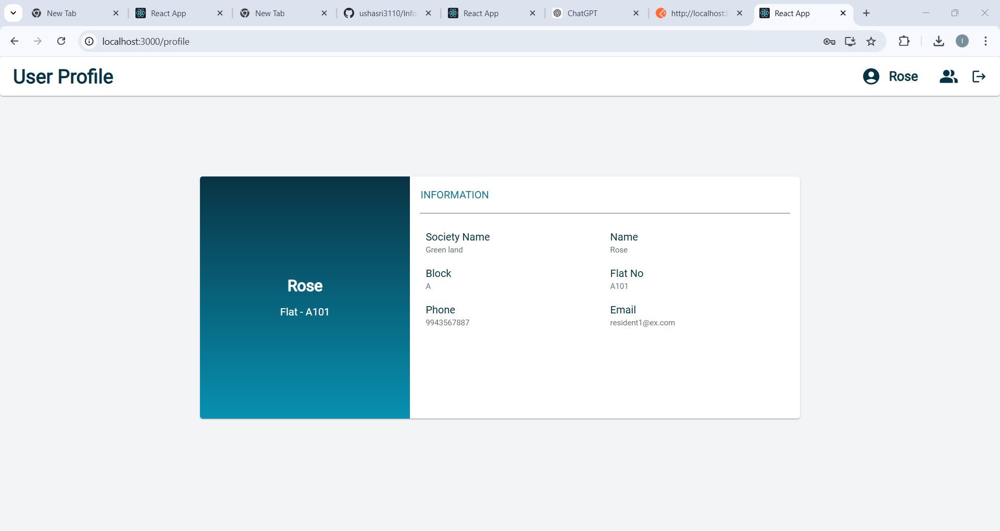 New Tab
React App
New Tab
ushasri3110/Info
React App
ChatGPT
http://localhost:8
React App
localhost:3000/profile
I
User Profile
Rose
Rose
Flat - A101
INFORMATION
Society Name
Green land
Name
Rose
Block
A
Flat No
A101
Phone
9943567887
Email
resident1@ex.com